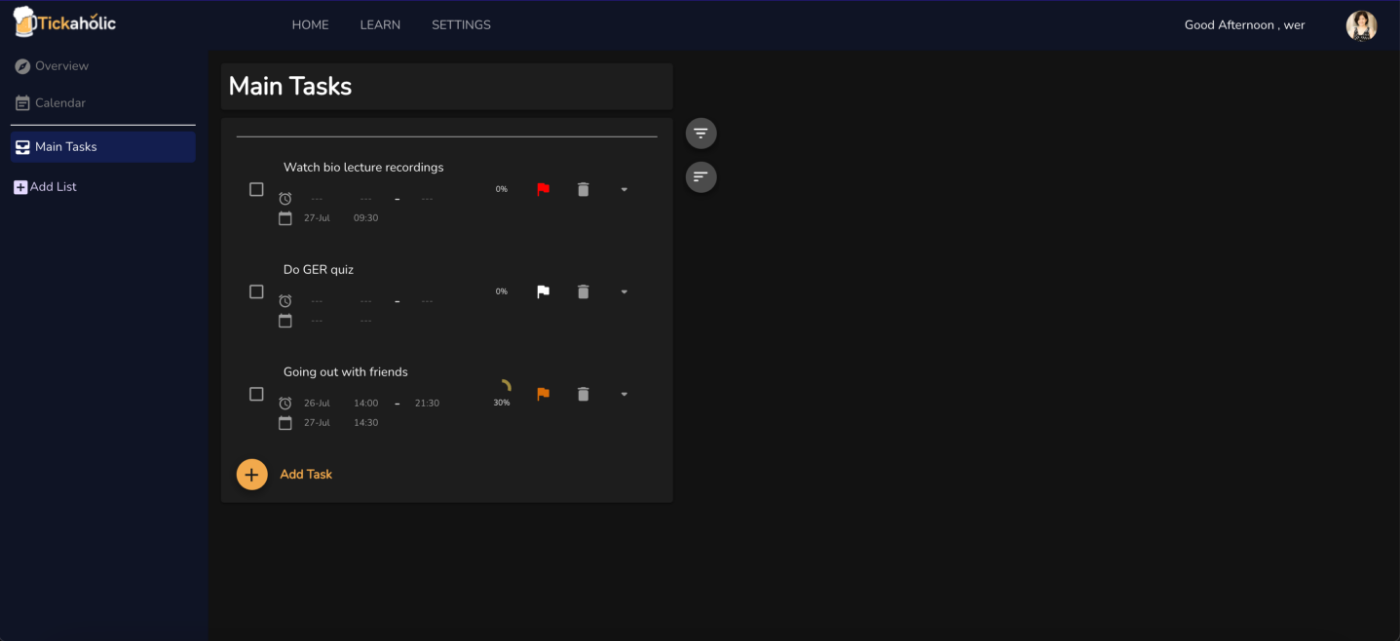 Tickaholic
HOME LEARN SETTINGS
Good Afternoon , wer
Overview
Calendar
Main Tasks
Add List
Main Tasks
Watch bio lecture recordings
--- --- - ---
27-Jul 09:30
0%
Do GER quiz
--- --- - ---
--- ---
0%
Going out with friends
26-Jul 14:00 - 21:30
27-Jul 14:30
30%
Add Task